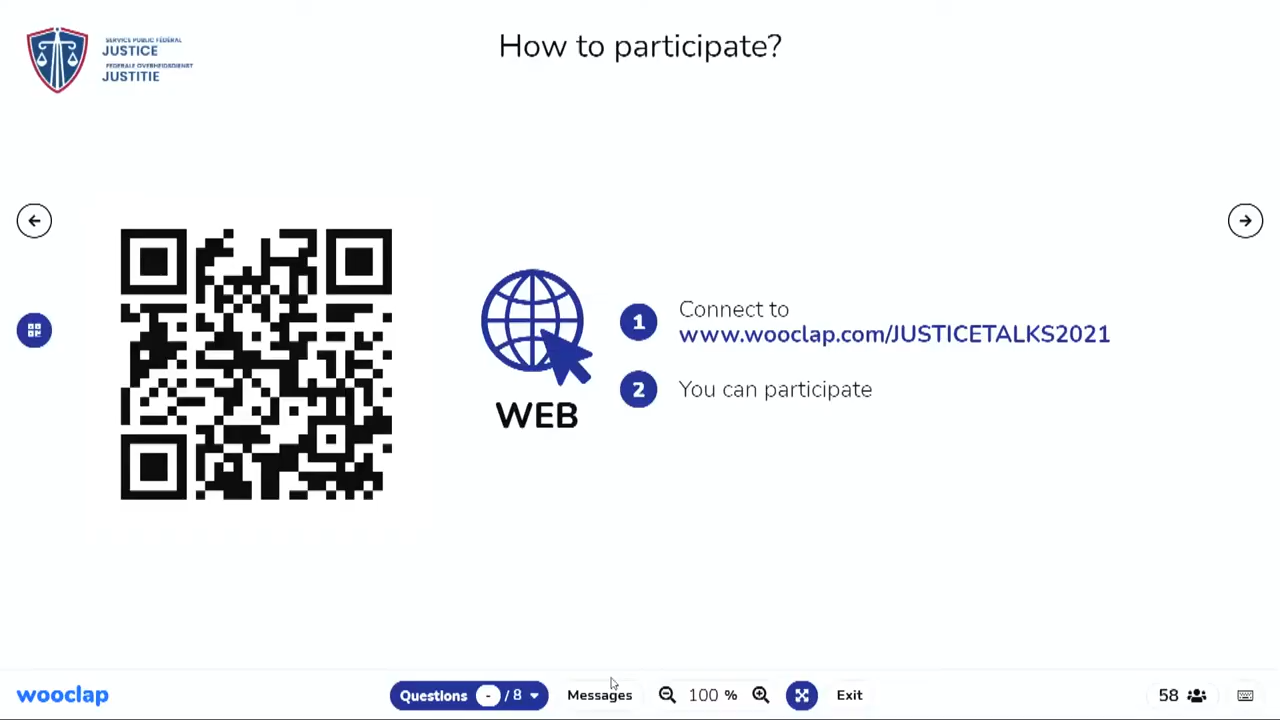 SERVICE PUBLIC FÉDÉRAL
JUSTICE
FEDERALE OVERHEIDSDIENST
JUSTITIE
How to participate?
WEB
1 Connect to
www.wooclap.com/JUSTICETALKS2021
2 You can participate
wooclap
Questions - / 8
Messages
100 %
Exit
58